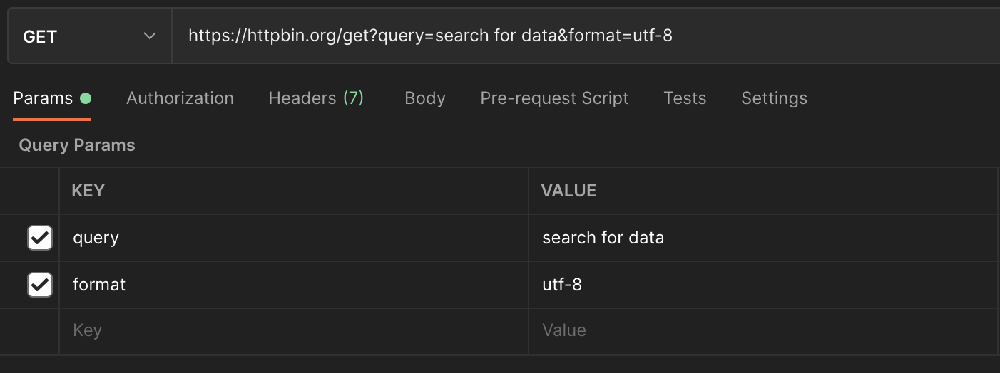 GET https://httpbin.org/get?query=search for data&format=utf-8
Params Authorization Headers (7) Body Pre-request Script Tests Settings
Query Params
KEY VALUE
query search for data
format utf-8
Key Value